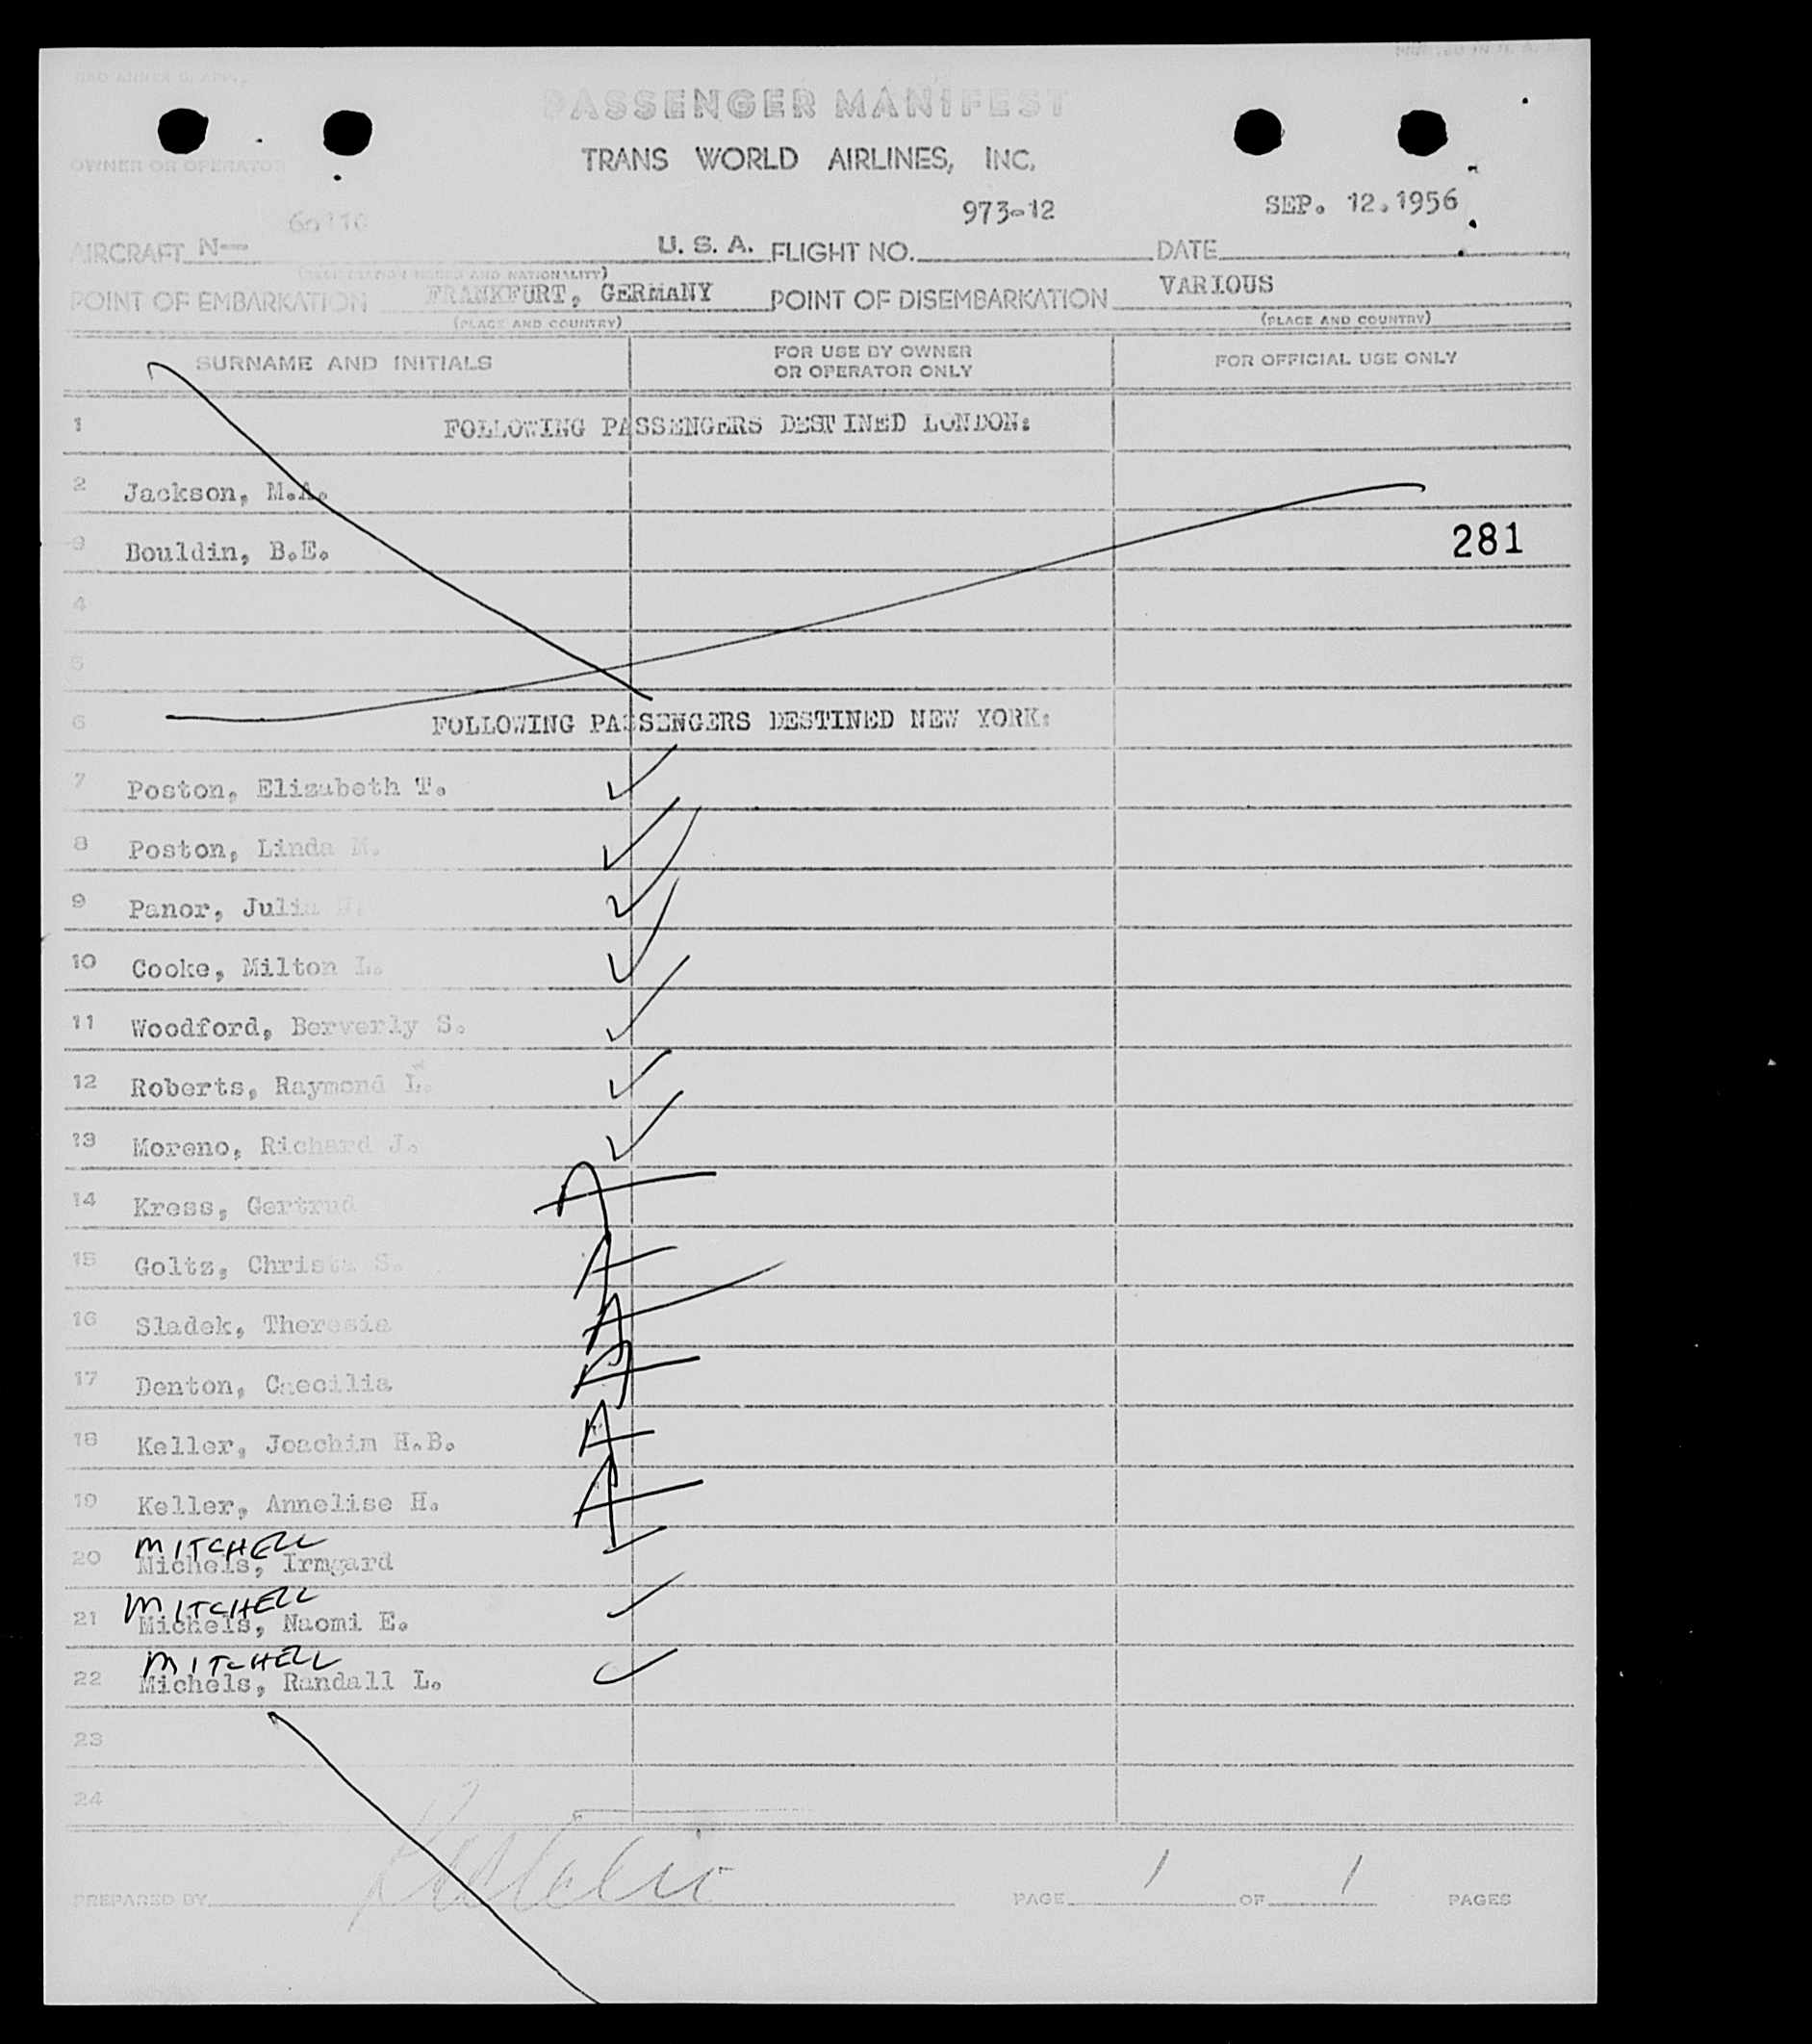 PASSENGER MANIFEST
OWNER OR OPERATOR
TRANS WORLD AIRLINES, INC.
973-12 SEP. 12.1956
AIRCRAFT N— U. S. A. FLIGHT NO. DATE
POINT OF EMBARKATION FRANKFURT, GERMANY POINT OF DISEMBARKATION VARIOUS
(PLACE AND COUNTRY) (PLACE AND COUNTRY)
SURNAME AND INITIALS FOR USE BY OWNER OR OPERATOR ONLY FOR OFFICIAL USE ONLY
1 FOLLOWING PASSENGERS DESTINED LONDON:
2 Jackson, M.A.
3 Bouldin, B.E. 281
4
5
6 FOLLOWING PASSENGERS DESTINED NEW YORK:
7 Poston, Elizabeth T.
8 Poston, Linda M.
9 Panor, Julia
10 Cooke, Milton L.
11 Woodford, Berverly S.
12 Roberts, Raymond L.
13 Moreno, Richard J.
14 Kress, Gertrud
15 Goltz, Christa S.
16 Sladek, Theresia
17 Denton, Caecilia
18 Keller, Joachim H.B.
19 Keller, Annelise H.
MITCHELL
20 Michels, Irmgard
MITCHELL
21 Michels, Naomi E.
MITCHELL
22 Michels, Randall L.
23
24
PREPARED BY PAGE 1 OF 1 PAGES